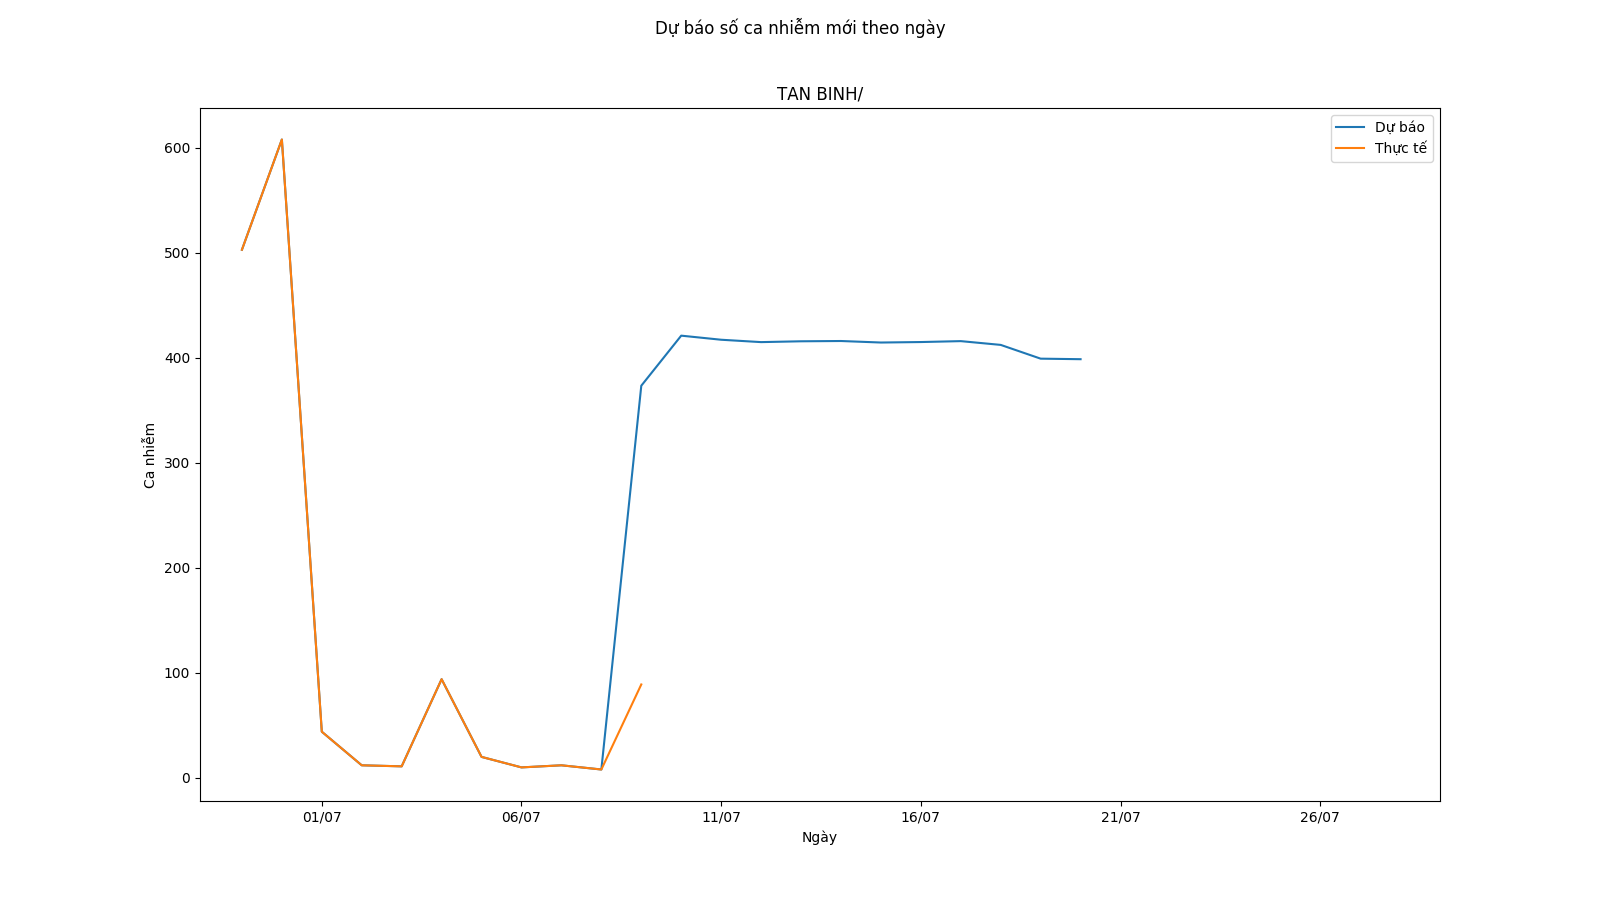 Dự báo số ca nhiễm mới theo ngày
TAN BINH/
Dự báo
Thực tế
600
500
400
300
200
100
0
Ca nhiễm
01/07
06/07
11/07
16/07
21/07
26/07
Ngày